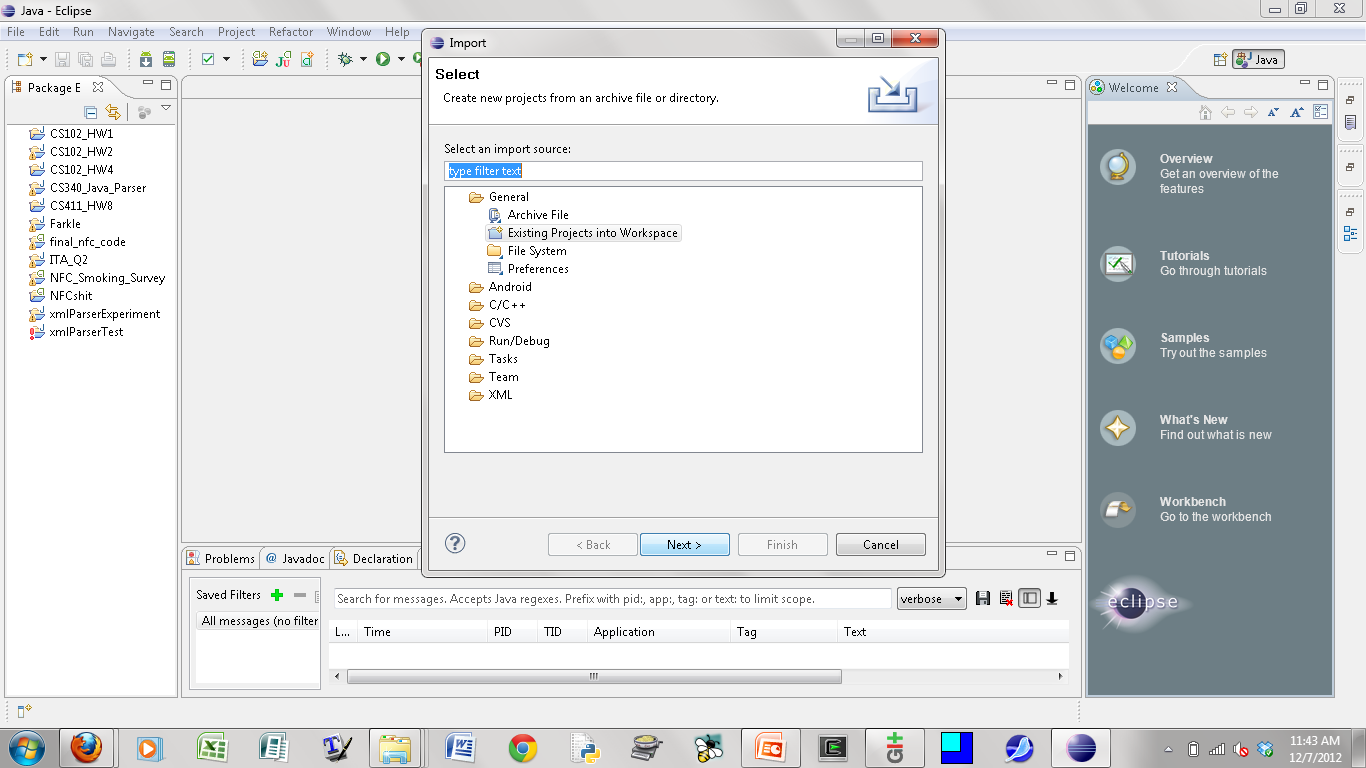 Java - Eclipse
File Edit Run Navigate Search Project Refactor Window Help
Java
Package E
CS102_HW1
CS102_HW2
CS102_HW4
CS340_Java_Parser
CS411_HW8
Farkle
final_nfc_code
ITA_Q2
NFC_Smoking_Survey
NFCshit
xmlParserExperiment
xmlParserTest
Import
Select
Create new projects from an archive file or directory.
Select an import source:
type filter text
General
Archive File
Existing Projects into Workspace
File System
Preferences
Android
C/C++
CVS
Run/Debug
Tasks
Team
XML
< Back Next > Finish Cancel
Welcome
Overview
Get an overview of the
features
Tutorials
Go through tutorials
Samples
Try out the samples
What's New
Find out what is new
Workbench
Go to the workbench
eclipse
Problems @ Javadoc Declaration
Saved Filters
All messages (no filter
Search for messages. Accepts Java regexes. Prefix with pid:, app:, tag: or text: to limit scope.
verbose
L... Time PID TID Application Tag Text
11:43 AM
12/7/2012